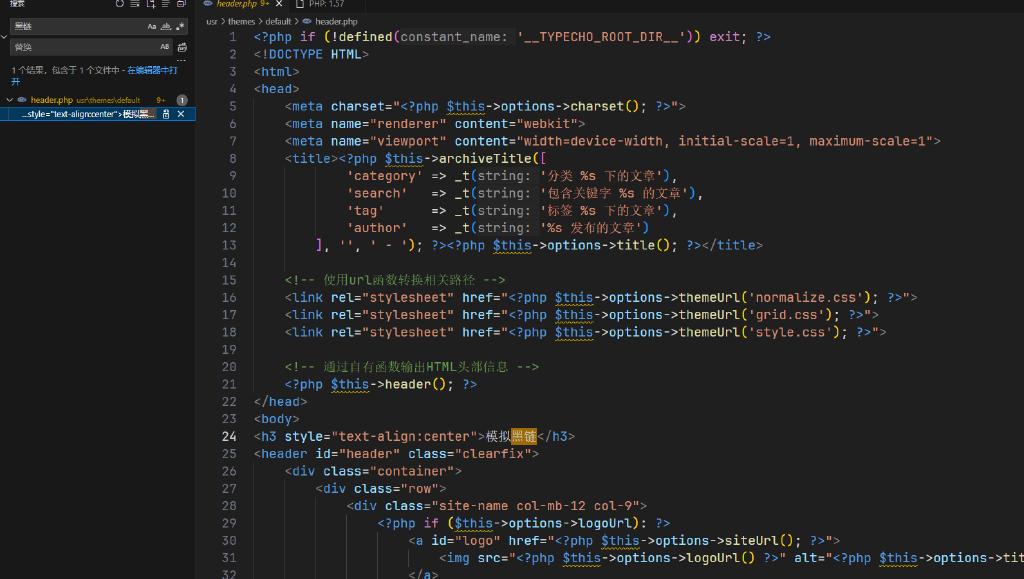 搜索
header.php 9+
PHP: 1.57
usr > themes > default > header.php
黑链
Aa ab .*
替换
AB
1 个结果，包含于 1 个文件中 - 在编辑器中打
开
header.php usr\themes\default 9+ 1
...style="text-align:center">模拟黑...
1 <?php if (!defined(constant_name: '__TYPECHO_ROOT_DIR__')) exit; ?>
2 <!DOCTYPE HTML>
3 <html>
4 <head>
5 <meta charset="<?php $this->options->charset(); ?>">
6 <meta name="renderer" content="webkit">
7 <meta name="viewport" content="width=device-width, initial-scale=1, maximum-scale=1">
8 <title><?php $this->archiveTitle([
9 'category' => _t(string: '分类 %s 下的文章'),
10 'search' => _t(string: '包含关键字 %s 的文章'),
11 'tag' => _t(string: '标签 %s 下的文章'),
12 'author' => _t(string: '%s 发布的文章')
13 ], '', ' - '); ?><?php $this->options->title(); ?></title>
14
15 <!-- 使用url函数转换相关路径 -->
16 <link rel="stylesheet" href="<?php $this->options->themeUrl('normalize.css'); ?>">
17 <link rel="stylesheet" href="<?php $this->options->themeUrl('grid.css'); ?>">
18 <link rel="stylesheet" href="<?php $this->options->themeUrl('style.css'); ?>">
19
20 <!-- 通过自有函数输出HTML头部信息 -->
21 <?php $this->header(); ?>
22 </head>
23 <body>
24 <h3 style="text-align:center">模拟黑链</h3>
25 <header id="header" class="clearfix">
26 <div class="container">
27 <div class="row">
28 <div class="site-name col-mb-12 col-9">
29 <?php if ($this->options->logoUrl): ?>
30 <a id="logo" href="<?php $this->options->siteUrl(); ?>">
31 <img src="<?php $this->options->logoUrl() ?>" alt="<?php $this->options->tit
32 </a>